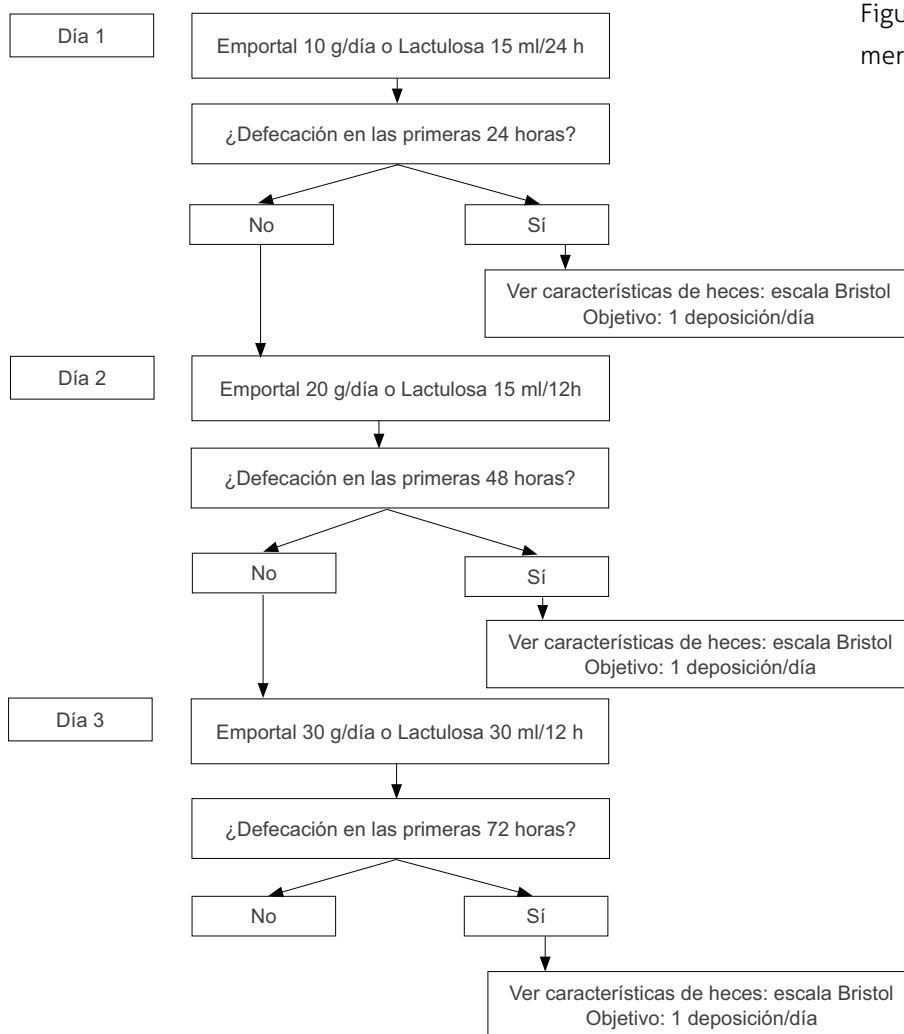 Figu
mer
Día 1
Emportal 10 g/día o Lactulosa 15 ml/24 h
¿Defecación en las primeras 24 horas?
No
Sí
Ver características de heces: escala Bristol
Objetivo: 1 deposición/día
Día 2
Emportal 20 g/día o Lactulosa 15 ml/12h
¿Defecación en las primeras 48 horas?
No
Sí
Ver características de heces: escala Bristol
Objetivo: 1 deposición/día
Día 3
Emportal 30 g/día o Lactulosa 30 ml/12 h
¿Defecación en las primeras 72 horas?
No
Sí
Ver características de heces: escala Bristol
Objetivo: 1 deposición/día